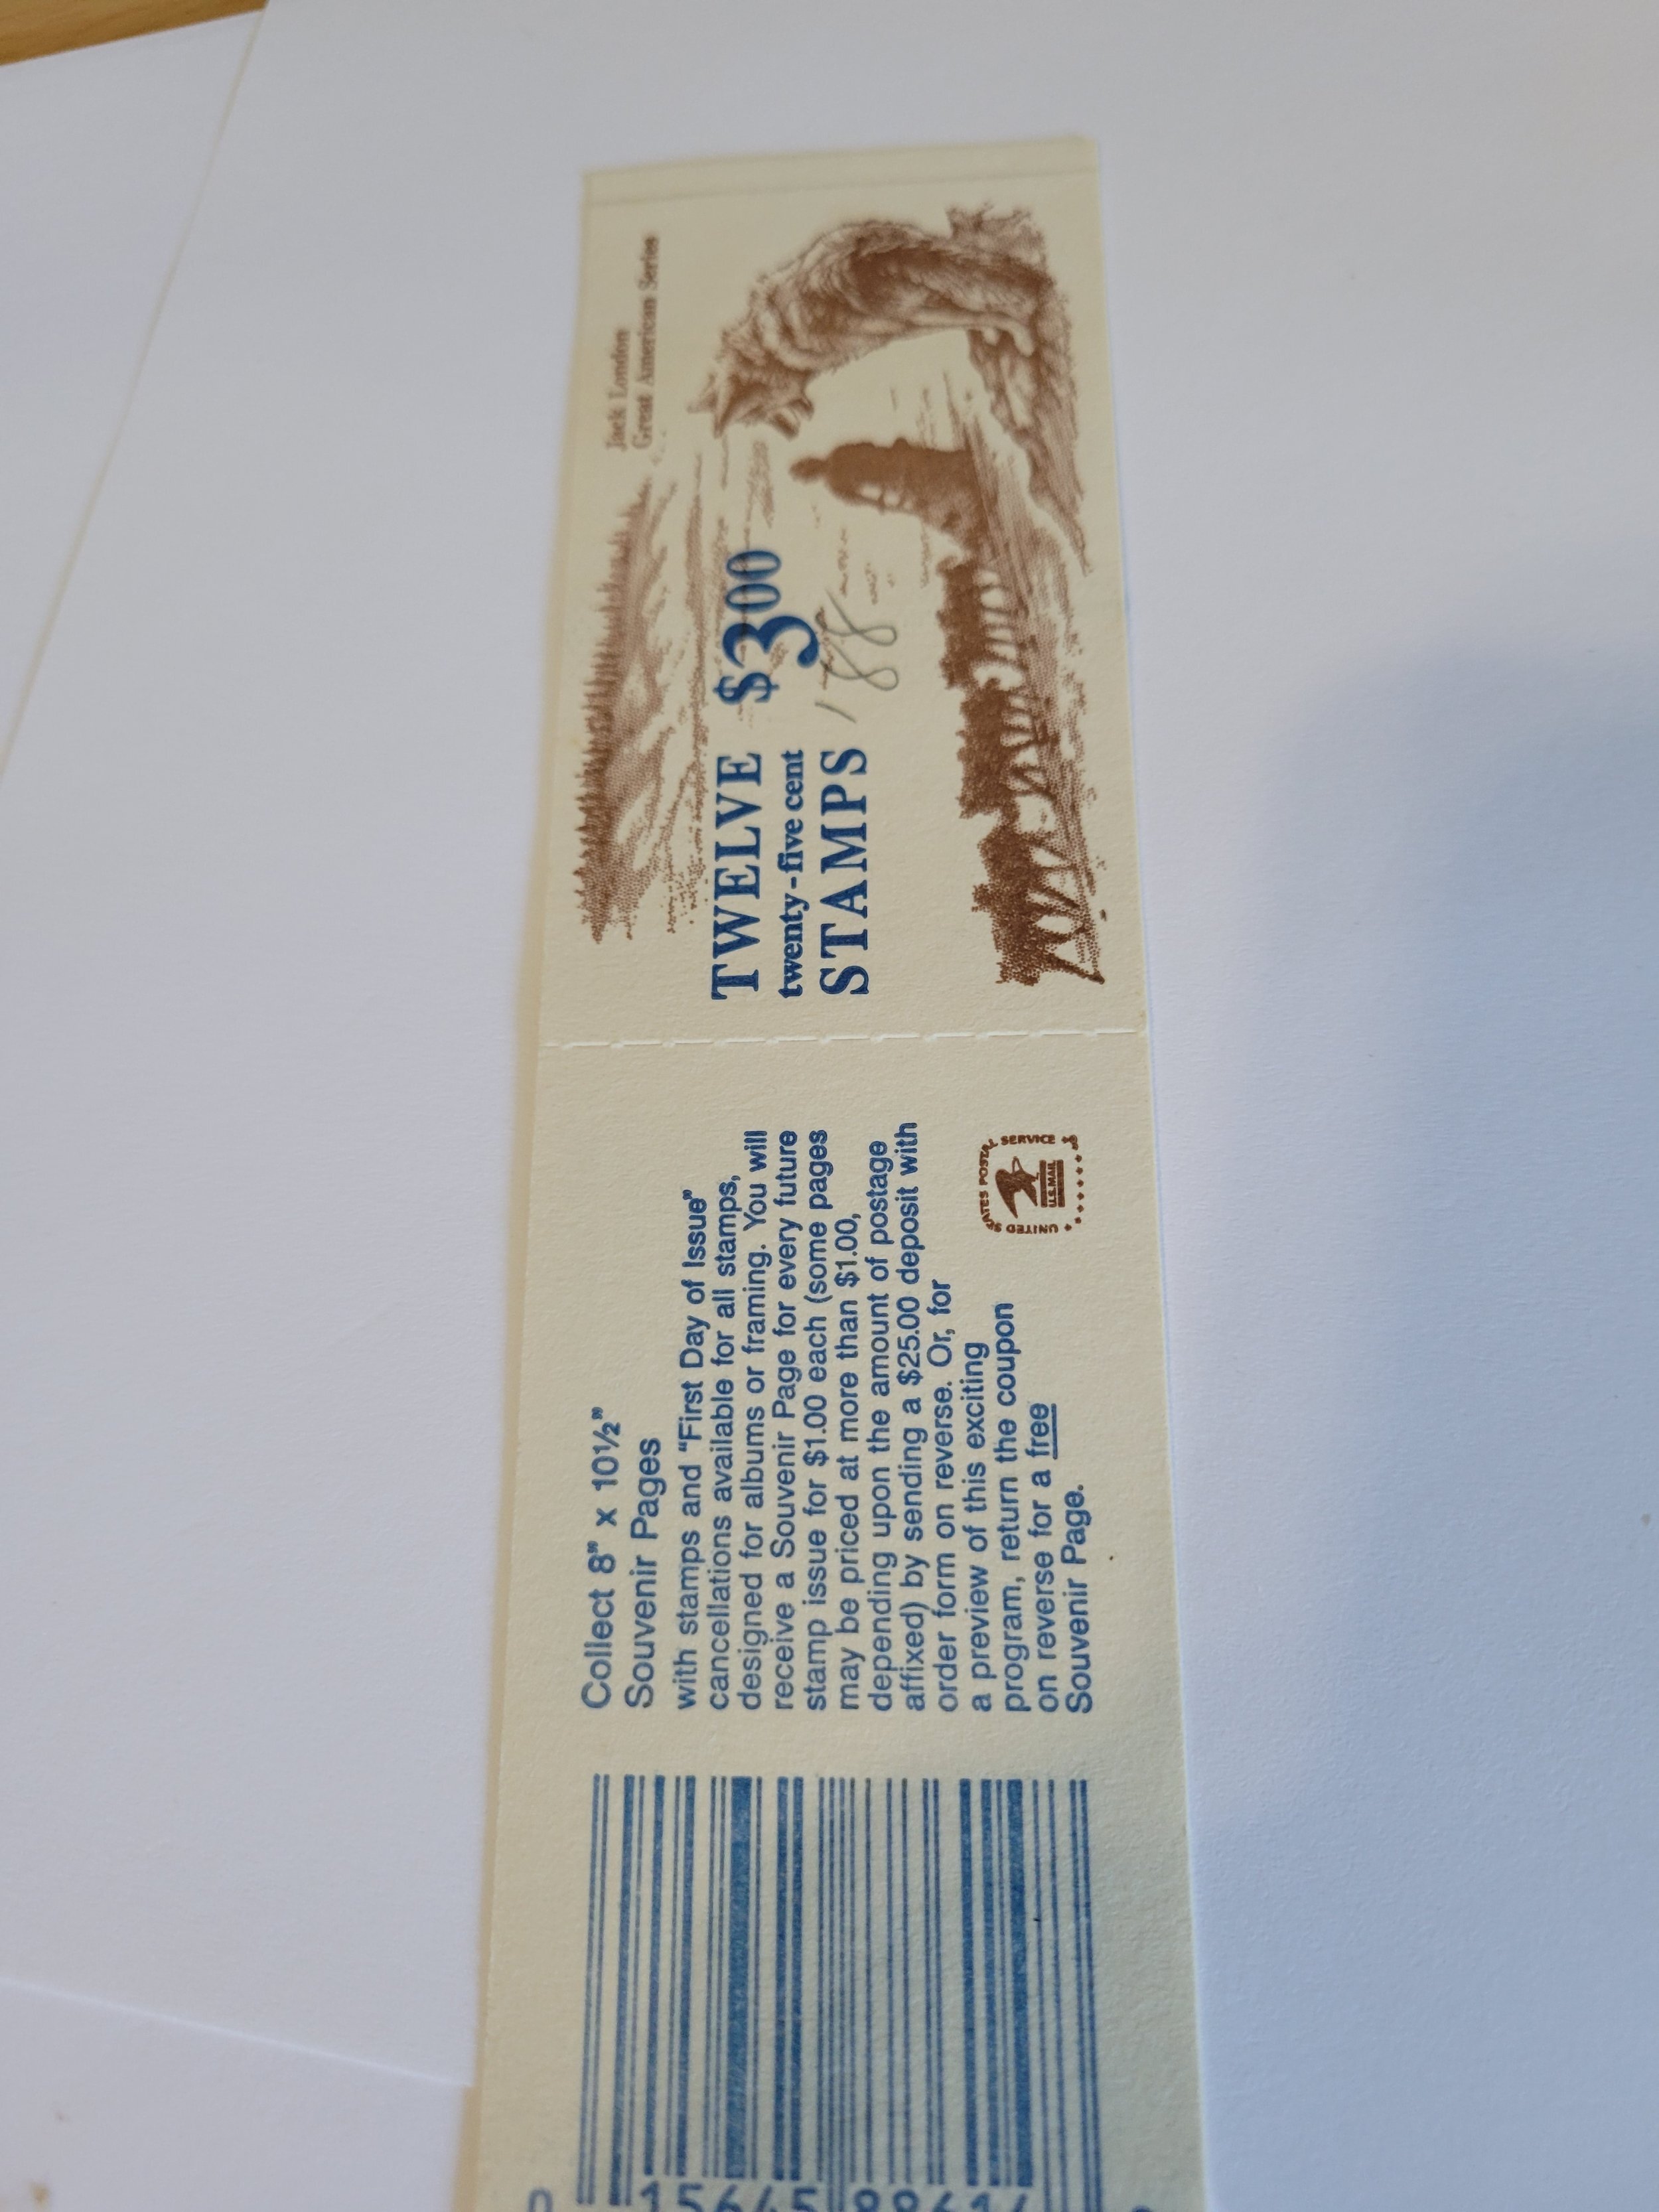 Jack London
Great American Series
TWELVE $3.00
twenty-five cent
STAMPS
'88
Collect 8" x 10½"
Souvenir Pages
with stamps and "First Day of Issue"
cancellations available for all stamps,
designed for albums or framing. You will
receive a Souvenir Page for every future
stamp issue for $1.00 each (some pages
may be priced at more than $1.00,
depending upon the amount of postage
affixed) by sending a $25.00 deposit with
order form on reverse. Or, for
a preview of this exciting
program, return the coupon
on reverse for a free
Souvenir Page.
UNITED STATES POSTAL SERVICE
U.S.MAIL
0 15645 88614